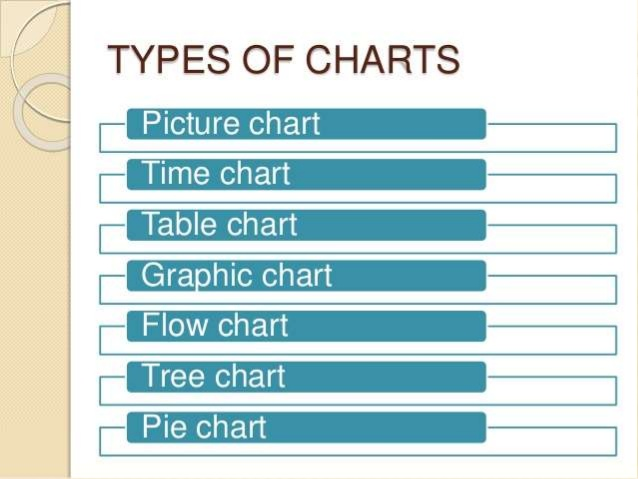 TYPES OF CHARTS
Picture chart
Time chart
Table chart
Graphic chart
Flow chart
Tree chart
Pie chart